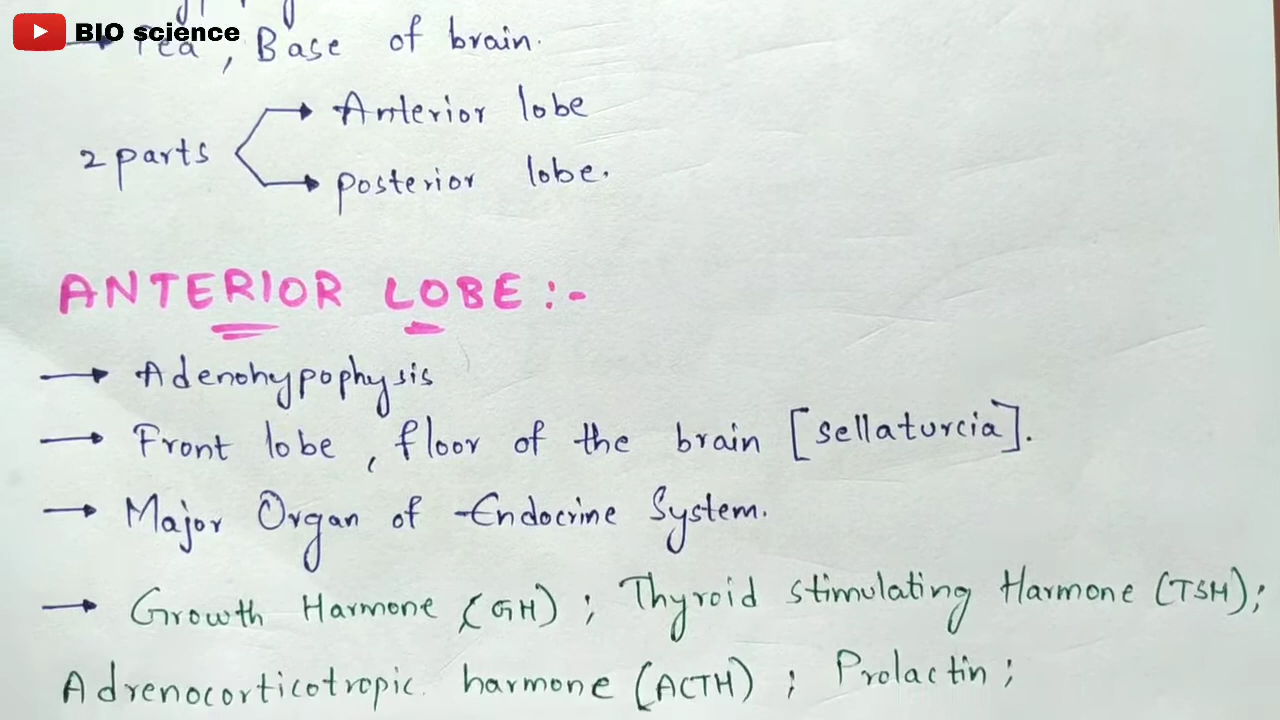 BIO science
→ Pea, Base of brain.
2 parts → Anterior lobe
→ posterior lobe.
ANTERIOR LOBE :-
→ Adenohypophysis
→ Front lobe, floor of the brain [sellaturcia].
→ Major Organ of Endocrine System.
→ Growth Harmone (GH) ; Thyroid stimulating Harmone (TSH);
Adrenocorticotropic. harmone (ACTH) ; Prolactin ;